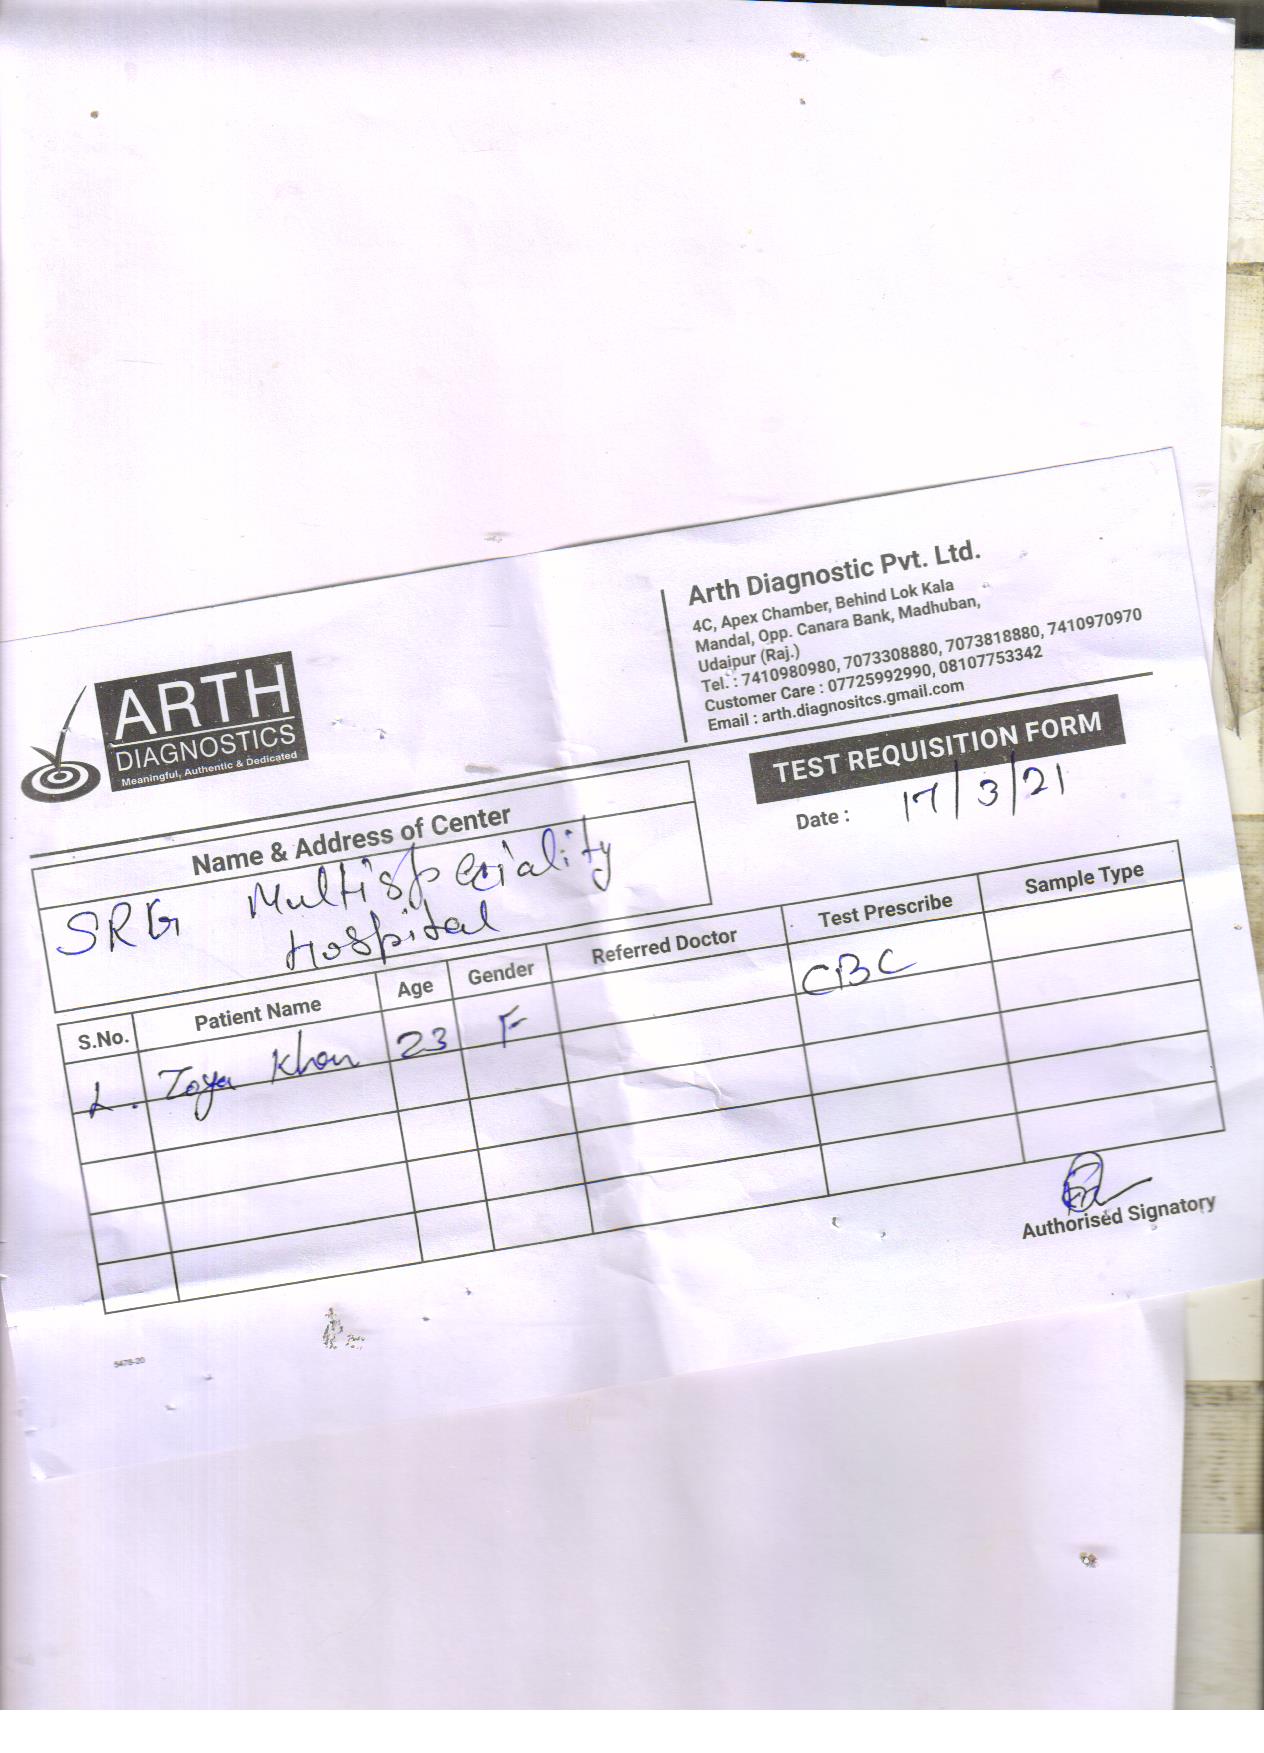 ARTH
DIAGNOSTICS
Meaningful, Authentic & Dedicated
Arth Diagnostic Pvt. Ltd.
4C, Apex Chamber, Behind Lok Kala
Mandal, Opp. Canara Bank, Madhuban,
Udaipur (Raj.)
Tel. : 7410980980, 7073308880, 7073818880, 7410970970
Customer Care : 07725992990, 08107753342
Email : arth.diagnositcs.gmail.com
TEST REQUISITION FORM
Date : 17/3/21
Name & Address of Center
SRG Multispeciality
Hospital
S.No. Patient Name Age Gender Referred Doctor Test Prescribe Sample Type
1. Zoya Khan 23 F CBC
Authorised Signatory
5478-20